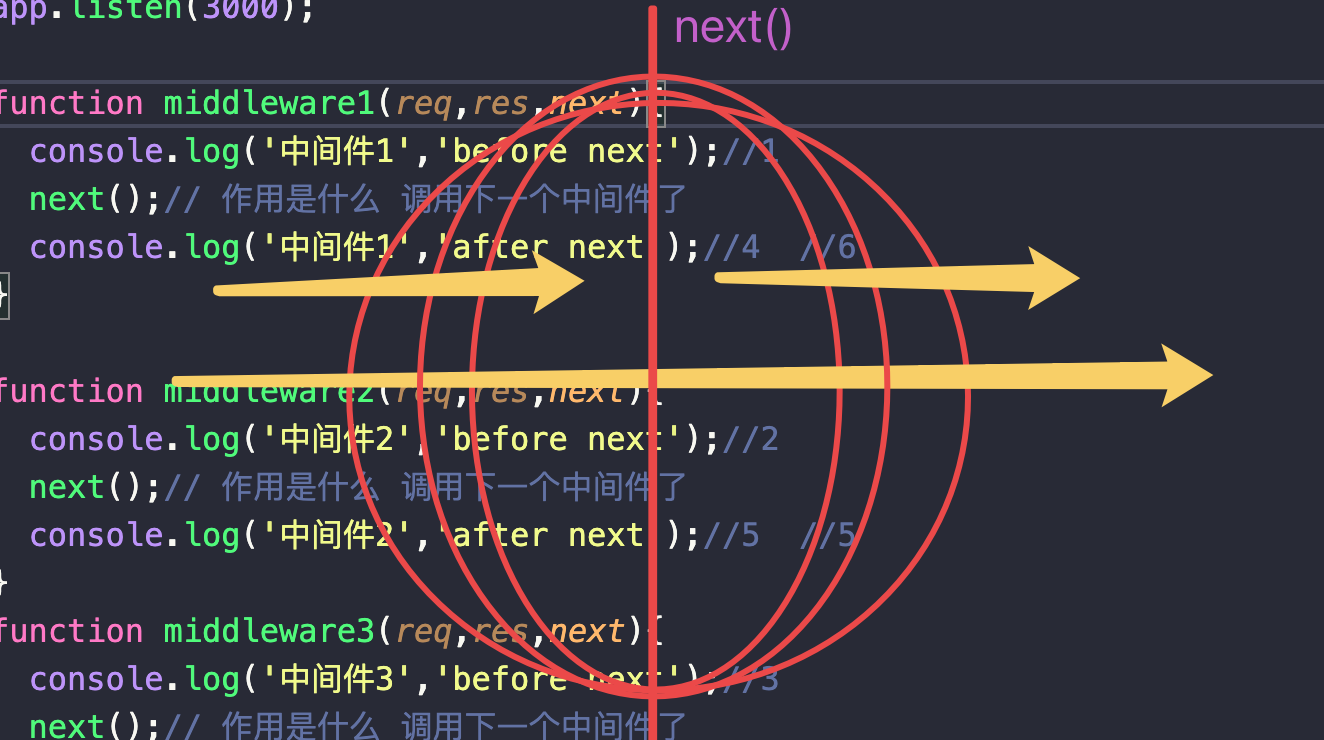 app.listen(3000);
next()
function middleware1(req,res,next){
console.log('中间件1','before next');//1
next();// 作用是什么 调用下一个中间件了
console.log('中间件1','after next');//4 //6
}
function middleware2(req,res,next){
console.log('中间件2','before next');//2
next();// 作用是什么 调用下一个中间件了
console.log('中间件2','after next');//5 //5
}
function middleware3(req,res,next){
console.log('中间件3','before next');//3
next();// 作用是什么 调用下一个中间件了